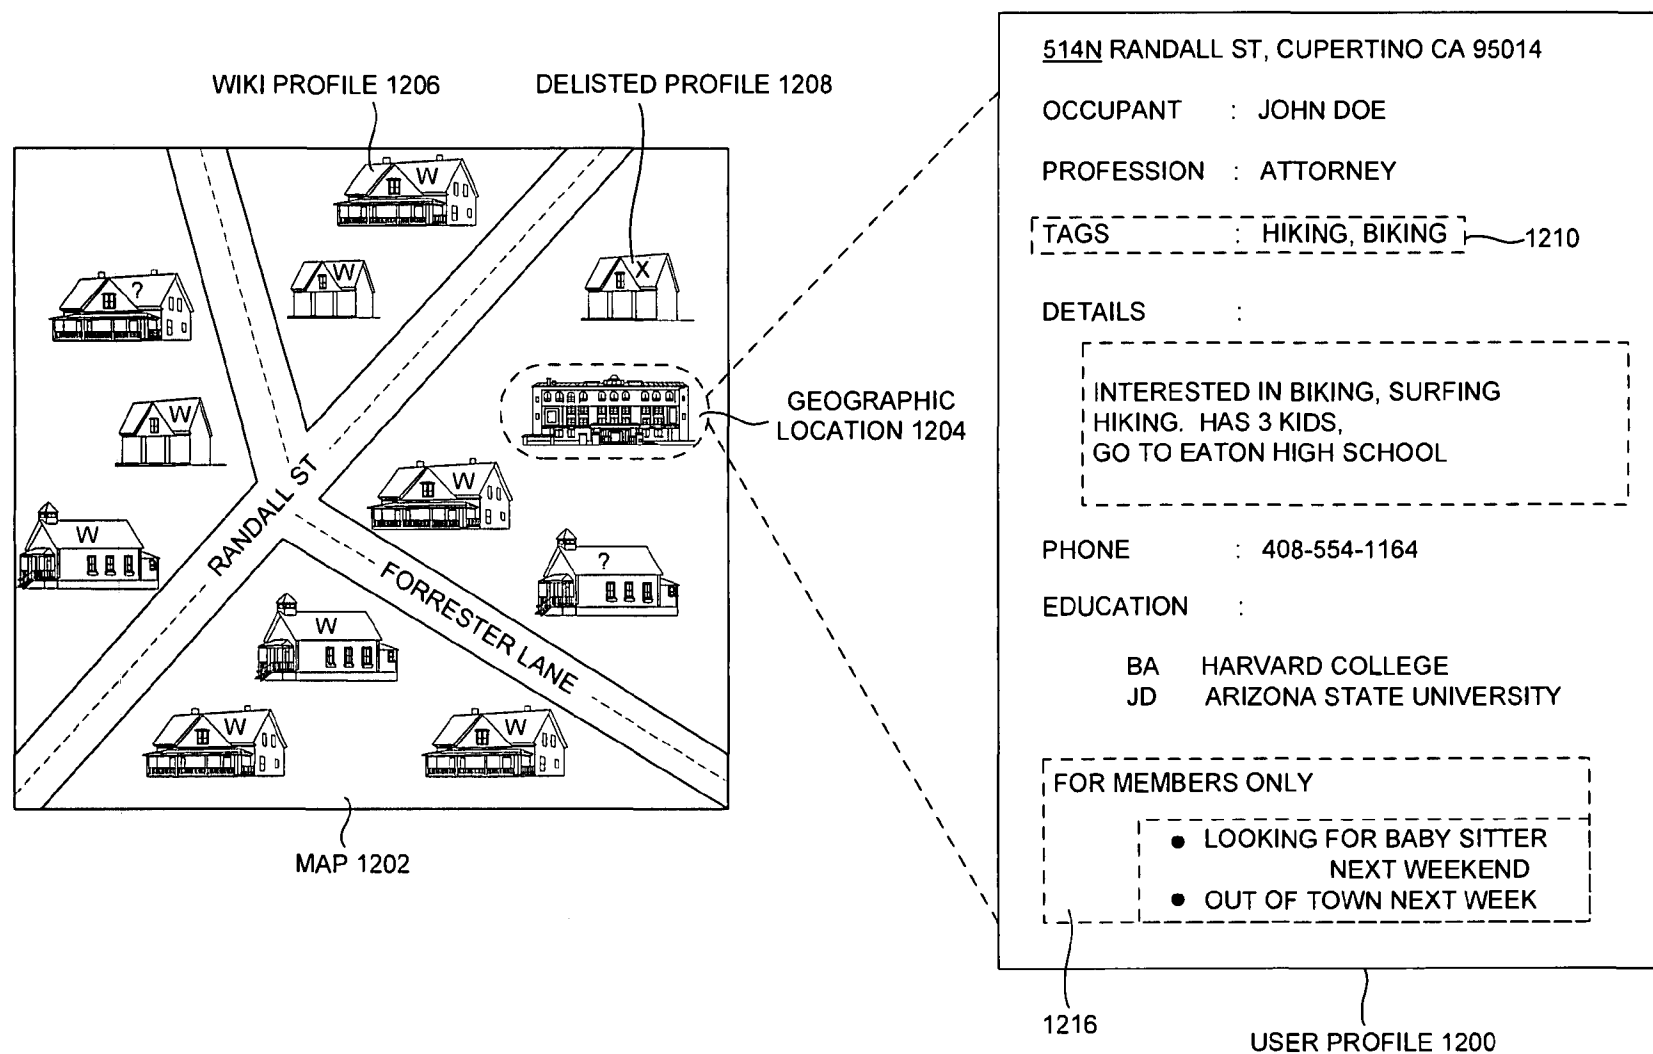 WIKI PROFILE 1206
DELISTED PROFILE 1208
W
W
X
?
W
W
W
?
W
W
W
RANDALL ST
FORRESTER LANE
GEOGRAPHIC
LOCATION 1204
MAP 1202
514N RANDALL ST, CUPERTINO CA 95014
OCCUPANT : JOHN DOE
PROFESSION : ATTORNEY
TAGS : HIKING, BIKING
1210
DETAILS :
INTERESTED IN BIKING, SURFING
HIKING. HAS 3 KIDS,
GO TO EATON HIGH SCHOOL
PHONE : 408-554-1164
EDUCATION :
BA HARVARD COLLEGE
JD ARIZONA STATE UNIVERSITY
FOR MEMBERS ONLY
● LOOKING FOR BABY SITTER
NEXT WEEKEND
● OUT OF TOWN NEXT WEEK
1216
USER PROFILE 1200